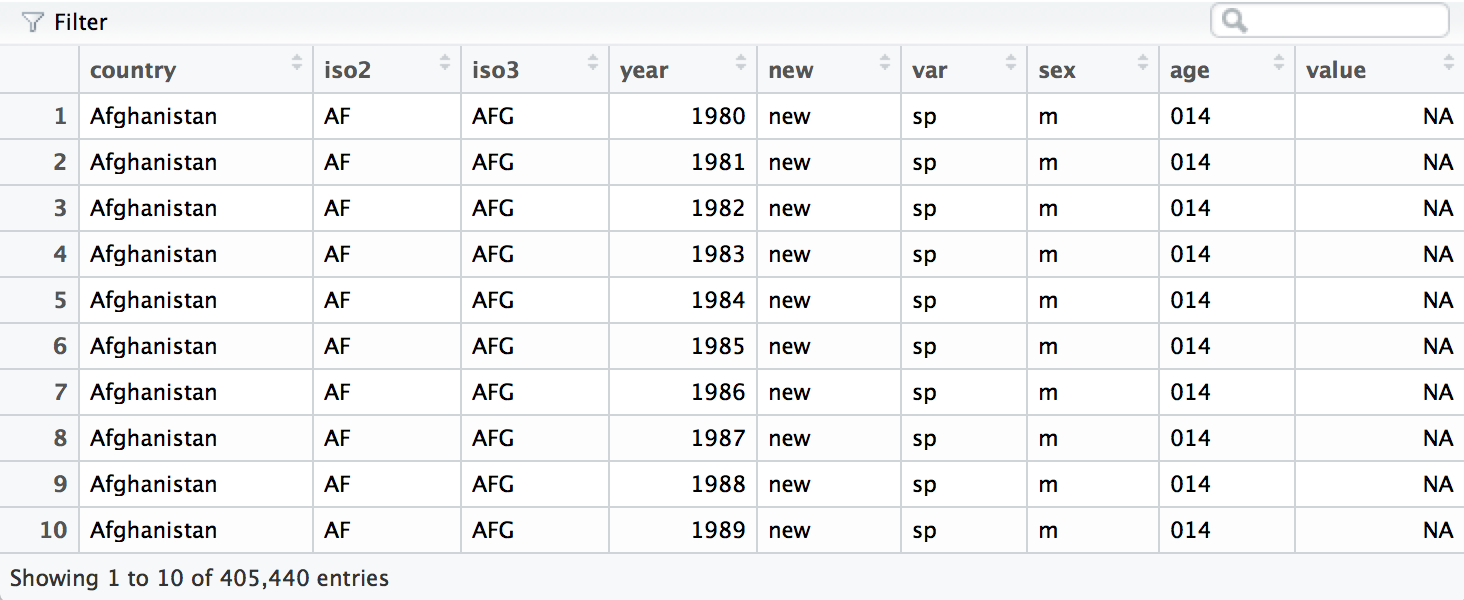 Filter
country iso2 iso3 year new var sex age value
1 Afghanistan AF AFG 1980 new sp m 014 NA
2 Afghanistan AF AFG 1981 new sp m 014 NA
3 Afghanistan AF AFG 1982 new sp m 014 NA
4 Afghanistan AF AFG 1983 new sp m 014 NA
5 Afghanistan AF AFG 1984 new sp m 014 NA
6 Afghanistan AF AFG 1985 new sp m 014 NA
7 Afghanistan AF AFG 1986 new sp m 014 NA
8 Afghanistan AF AFG 1987 new sp m 014 NA
9 Afghanistan AF AFG 1988 new sp m 014 NA
10 Afghanistan AF AFG 1989 new sp m 014 NA
Showing 1 to 10 of 405,440 entries